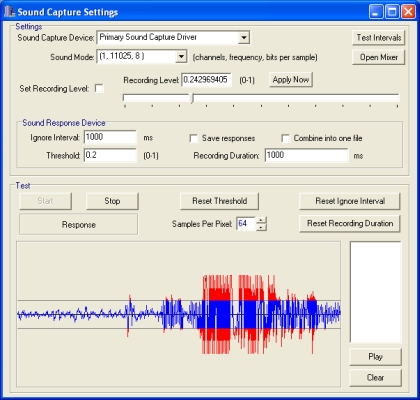 Sound Capture Settings
Settings
Sound Capture Device: Primary Sound Capture Driver Test Intervals
Sound Mode: (1, 11025, 8 ) (channels, frequency, bits per sample) Open Mixer
Set Recording Level: Recording Level: 0.242969405 (0-1) Apply Now
Sound Response Device
Ignore Interval: 1000 ms Save responses Combine into one file
Threshold: 0.2 (0-1) Recording Duration: 1000 ms
Test
Start Stop Reset Threshold Reset Ignore Interval
Response Samples Per Pixel: 64 Reset Recording Duration
Play
Clear